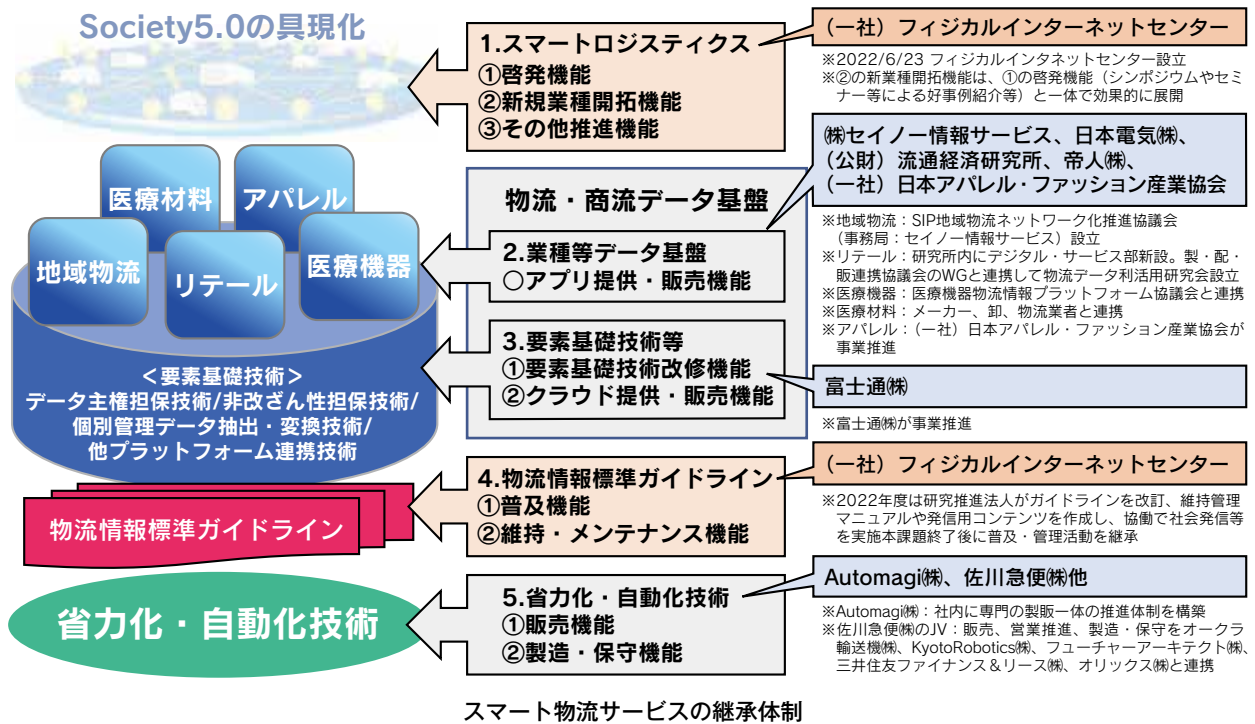 Society5.0の具現化
医療材料
アパレル
地域物流
リテール
医療機器
<要素基礎技術>
データ主権担保技術/非改ざん性担保技術/
個別管理データ抽出・変換技術/
他プラットフォーム連携技術
物流情報標準ガイドライン
省力化・自動化技術
1.スマートロジスティクス
①啓発機能
②新規業種開拓機能
③その他推進機能
物流・商流データ基盤
2.業種等データ基盤
○アプリ提供・販売機能
3.要素基礎技術等
①要素基礎技術改修機能
②クラウド提供・販売機能
4.物流情報標準ガイドライン
①普及機能
②維持・メンテナンス機能
5.省力化・自動化技術
①販売機能
②製造・保守機能
(一社)フィジカルインターネットセンター
※2022/6/23 フィジカルインタネットセンター設立
※②の新業種開拓機能は、①の啓発機能(シンポジウムやセミ
ナー等による好事例紹介等)と一体で効果的に展開
㈱セイノー情報サービス、日本電気㈱、
(公財)流通経済研究所、帝人㈱、
(一社)日本アパレル・ファッション産業協会
※地域物流:SIP地域物流ネットワーク化推進協議会
(事務局:セイノー情報サービス)設立
※リテール:研究所内にデジタル・サービス部新設。製・配・
販連携協議会のWGと連携して物流データ利活用研究会設立
※医療機器:医療機器物流情報プラットフォーム協議会と連携
※医療材料:メーカー、卸、物流業者と連携
※アパレル:(一社)日本アパレル・ファッション産業協会が
事業推進
富士通㈱
※富士通㈱が事業推進
(一社)フィジカルインターネットセンター
※2022年度は研究推進法人がガイドラインを改訂、維持管理
マニュアルや発信用コンテンツを作成し、協働で社会発信等
を実施本課題終了後に普及・管理活動を継承
Automagi㈱、佐川急便㈱他
※Automagi㈱:社内に専門の製販一体の推進体制を構築
※佐川急便㈱のJV:販売、営業推進、製造・保守をオークラ
輸送機㈱、KyotoRobotics㈱、フューチャーアーキテクト㈱、
三井住友ファイナンス&リース㈱、オリックス㈱と連携
スマート物流サービスの継承体制